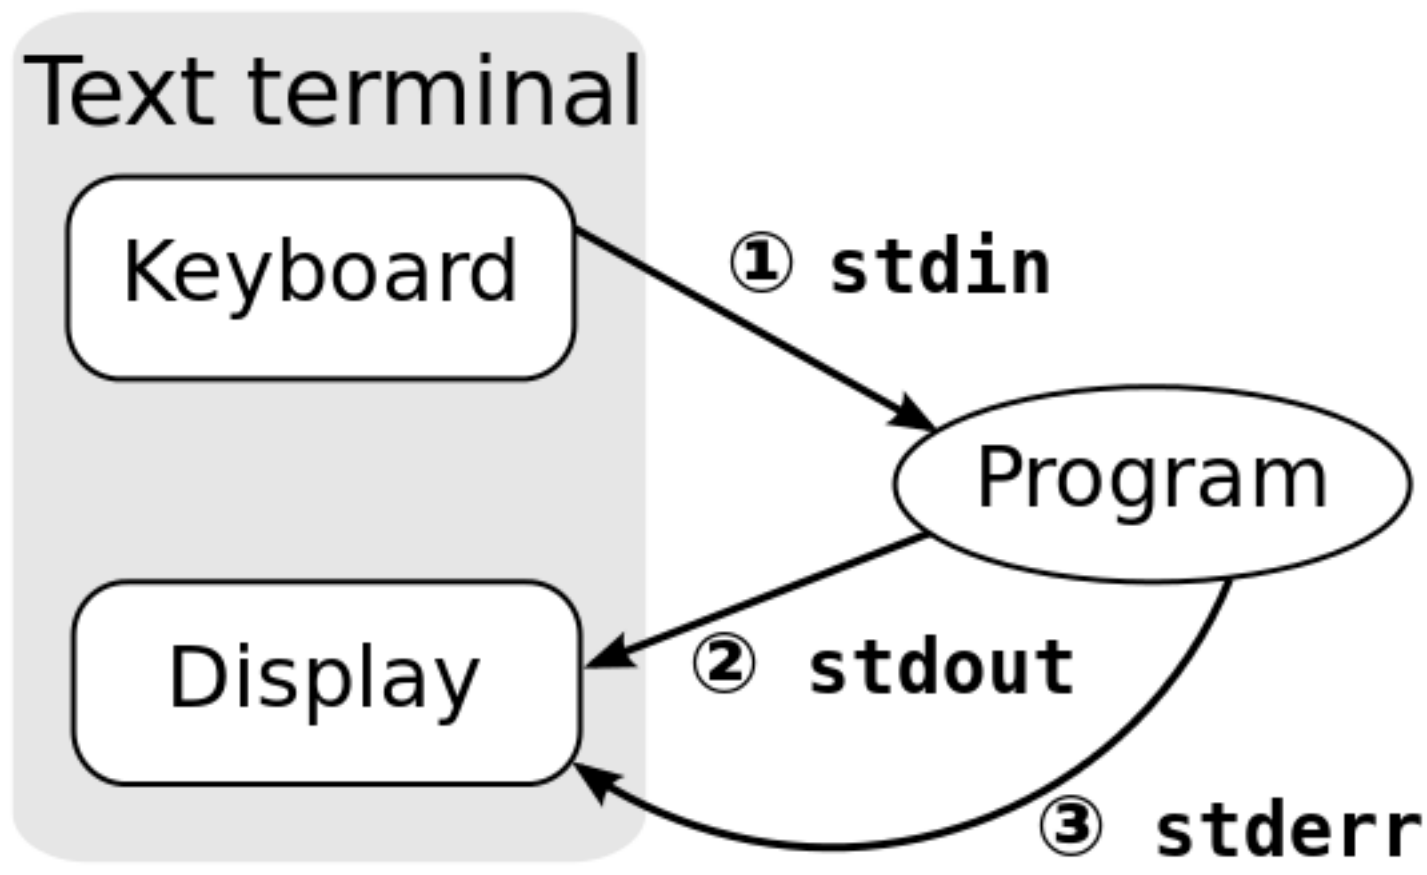 Text terminal
Keyboard
① stdin
Program
Display
② stdout
③ stderr